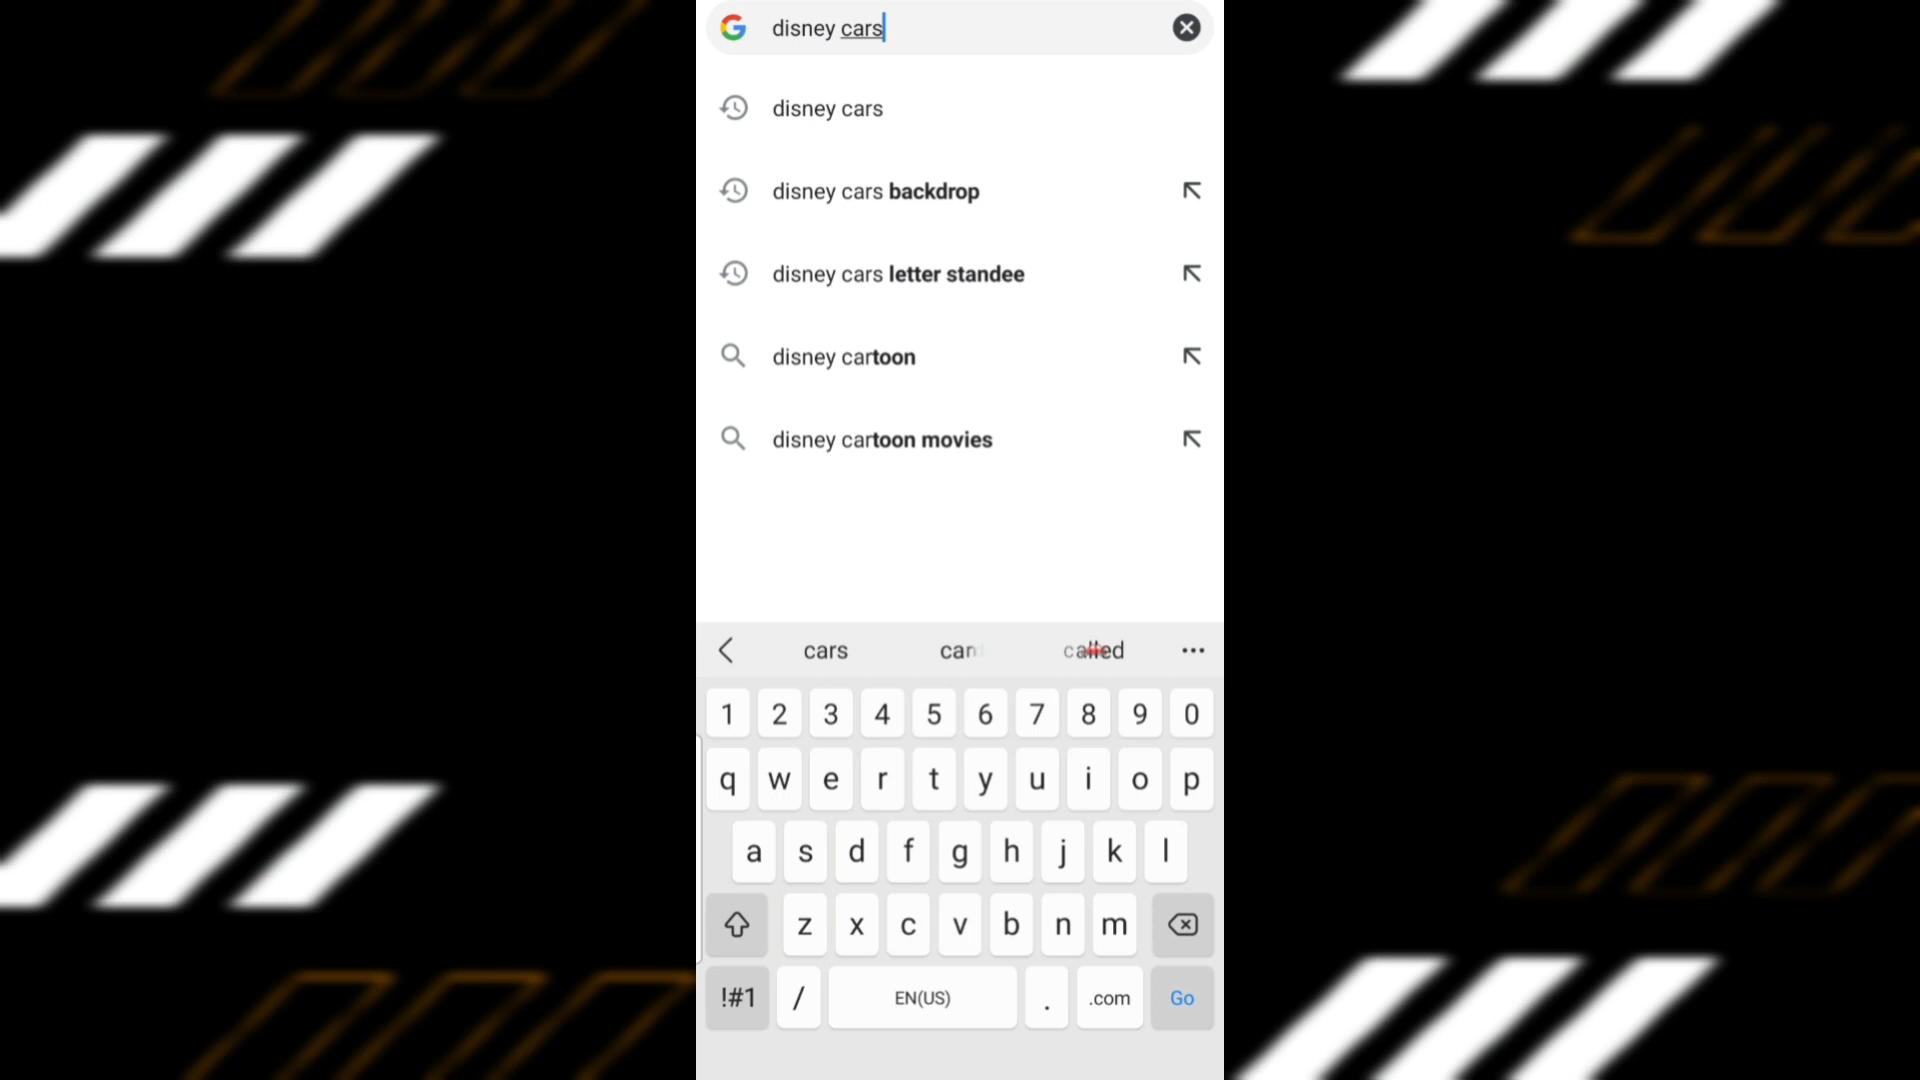 disney cars
disney cars
disney cars backdrop
disney cars letter standee
disney cartoon
disney cartoon movies
cars called
1 2 3 4 5 6 7 8 9 0
q w e r t y u i o p
a s d f g h j k l
z x c v b n m
!#1 / EN(US) . .com Go